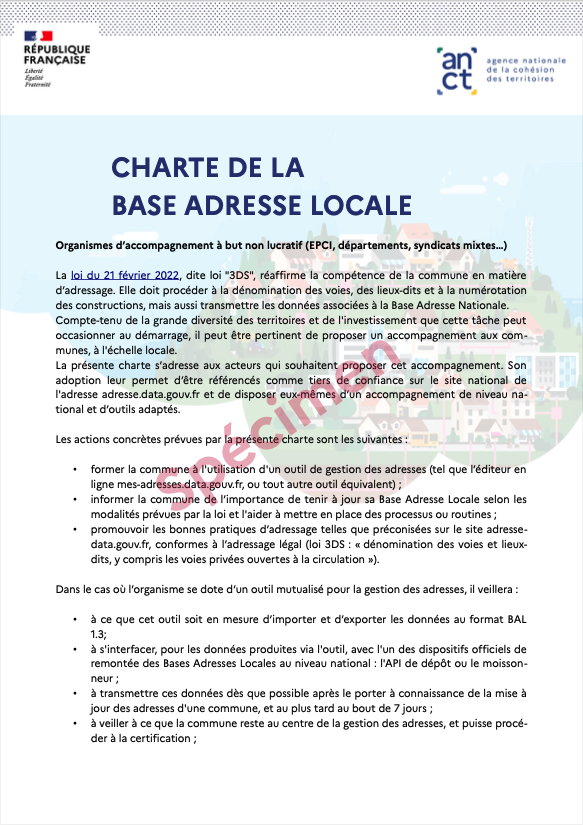 RÉPUBLIQUE
FRANÇAISE
Liberté
Égalité
Fraternité
anct
agence nationale
de la cohésion
des territoires
CHARTE DE LA
BASE ADRESSE LOCALE
Organismes d'accompagnement à but non lucratif (EPCI, départements, syndicats mixtes…)
La loi du 21 février 2022, dite loi "3DS", réaffirme la compétence de la commune en matière
d'adressage. Elle doit procéder à la dénomination des voies, des lieux-dits et à la numérotation
des constructions, mais aussi transmettre les données associées à la Base Adresse Nationale.
Compte-tenu de la grande diversité des territoires et de l'investissement que cette tâche peut
occasionner au démarrage, il peut être pertinent de proposer un accompagnement aux com-
munes, à l'échelle locale.
La présente charte s'adresse aux acteurs qui souhaitent proposer cet accompagnement. Son
adoption leur permet d'être référencés comme tiers de confiance sur le site national de
l'adresse adresse.data.gouv.fr et de disposer eux-mêmes d'un accompagnement de niveau na-
tional et d'outils adaptés.
Les actions concrètes prévues par la présente charte sont les suivantes :
• former la commune à l'utilisation d'un outil de gestion des adresses (tel que l'éditeur en
ligne mes-adresses.data.gouv.fr, ou tout autre outil équivalent) ;
• informer la commune de l'importance de tenir à jour sa Base Adresse Locale selon les
modalités prévues par la loi et l'aider à mettre en place des processus ou routines ;
• promouvoir les bonnes pratiques d'adressage telles que préconisées sur le site adresse-
data.gouv.fr, conformes à l'adressage légal (loi 3DS : « dénomination des voies et lieux-
dits, y compris les voies privées ouvertes à la circulation »).
Dans le cas où l'organisme se dote d'un outil mutualisé pour la gestion des adresses, il veillera :
• à ce que cet outil soit en mesure d'importer et d'exporter les données au format BAL
1.3;
• à s'interfacer, pour les données produites via l'outil, avec l'un des dispositifs officiels de
remontée des Bases Adresses Locales au niveau national : l'API de dépôt ou le moisson-
neur ;
• à transmettre ces données dès que possible après le porter à connaissance de la mise à
jour des adresses d'une commune, et au plus tard au bout de 7 jours ;
• à veiller à ce que la commune reste au centre de la gestion des adresses, et puisse procé-
der à la certification ;
Spécimen